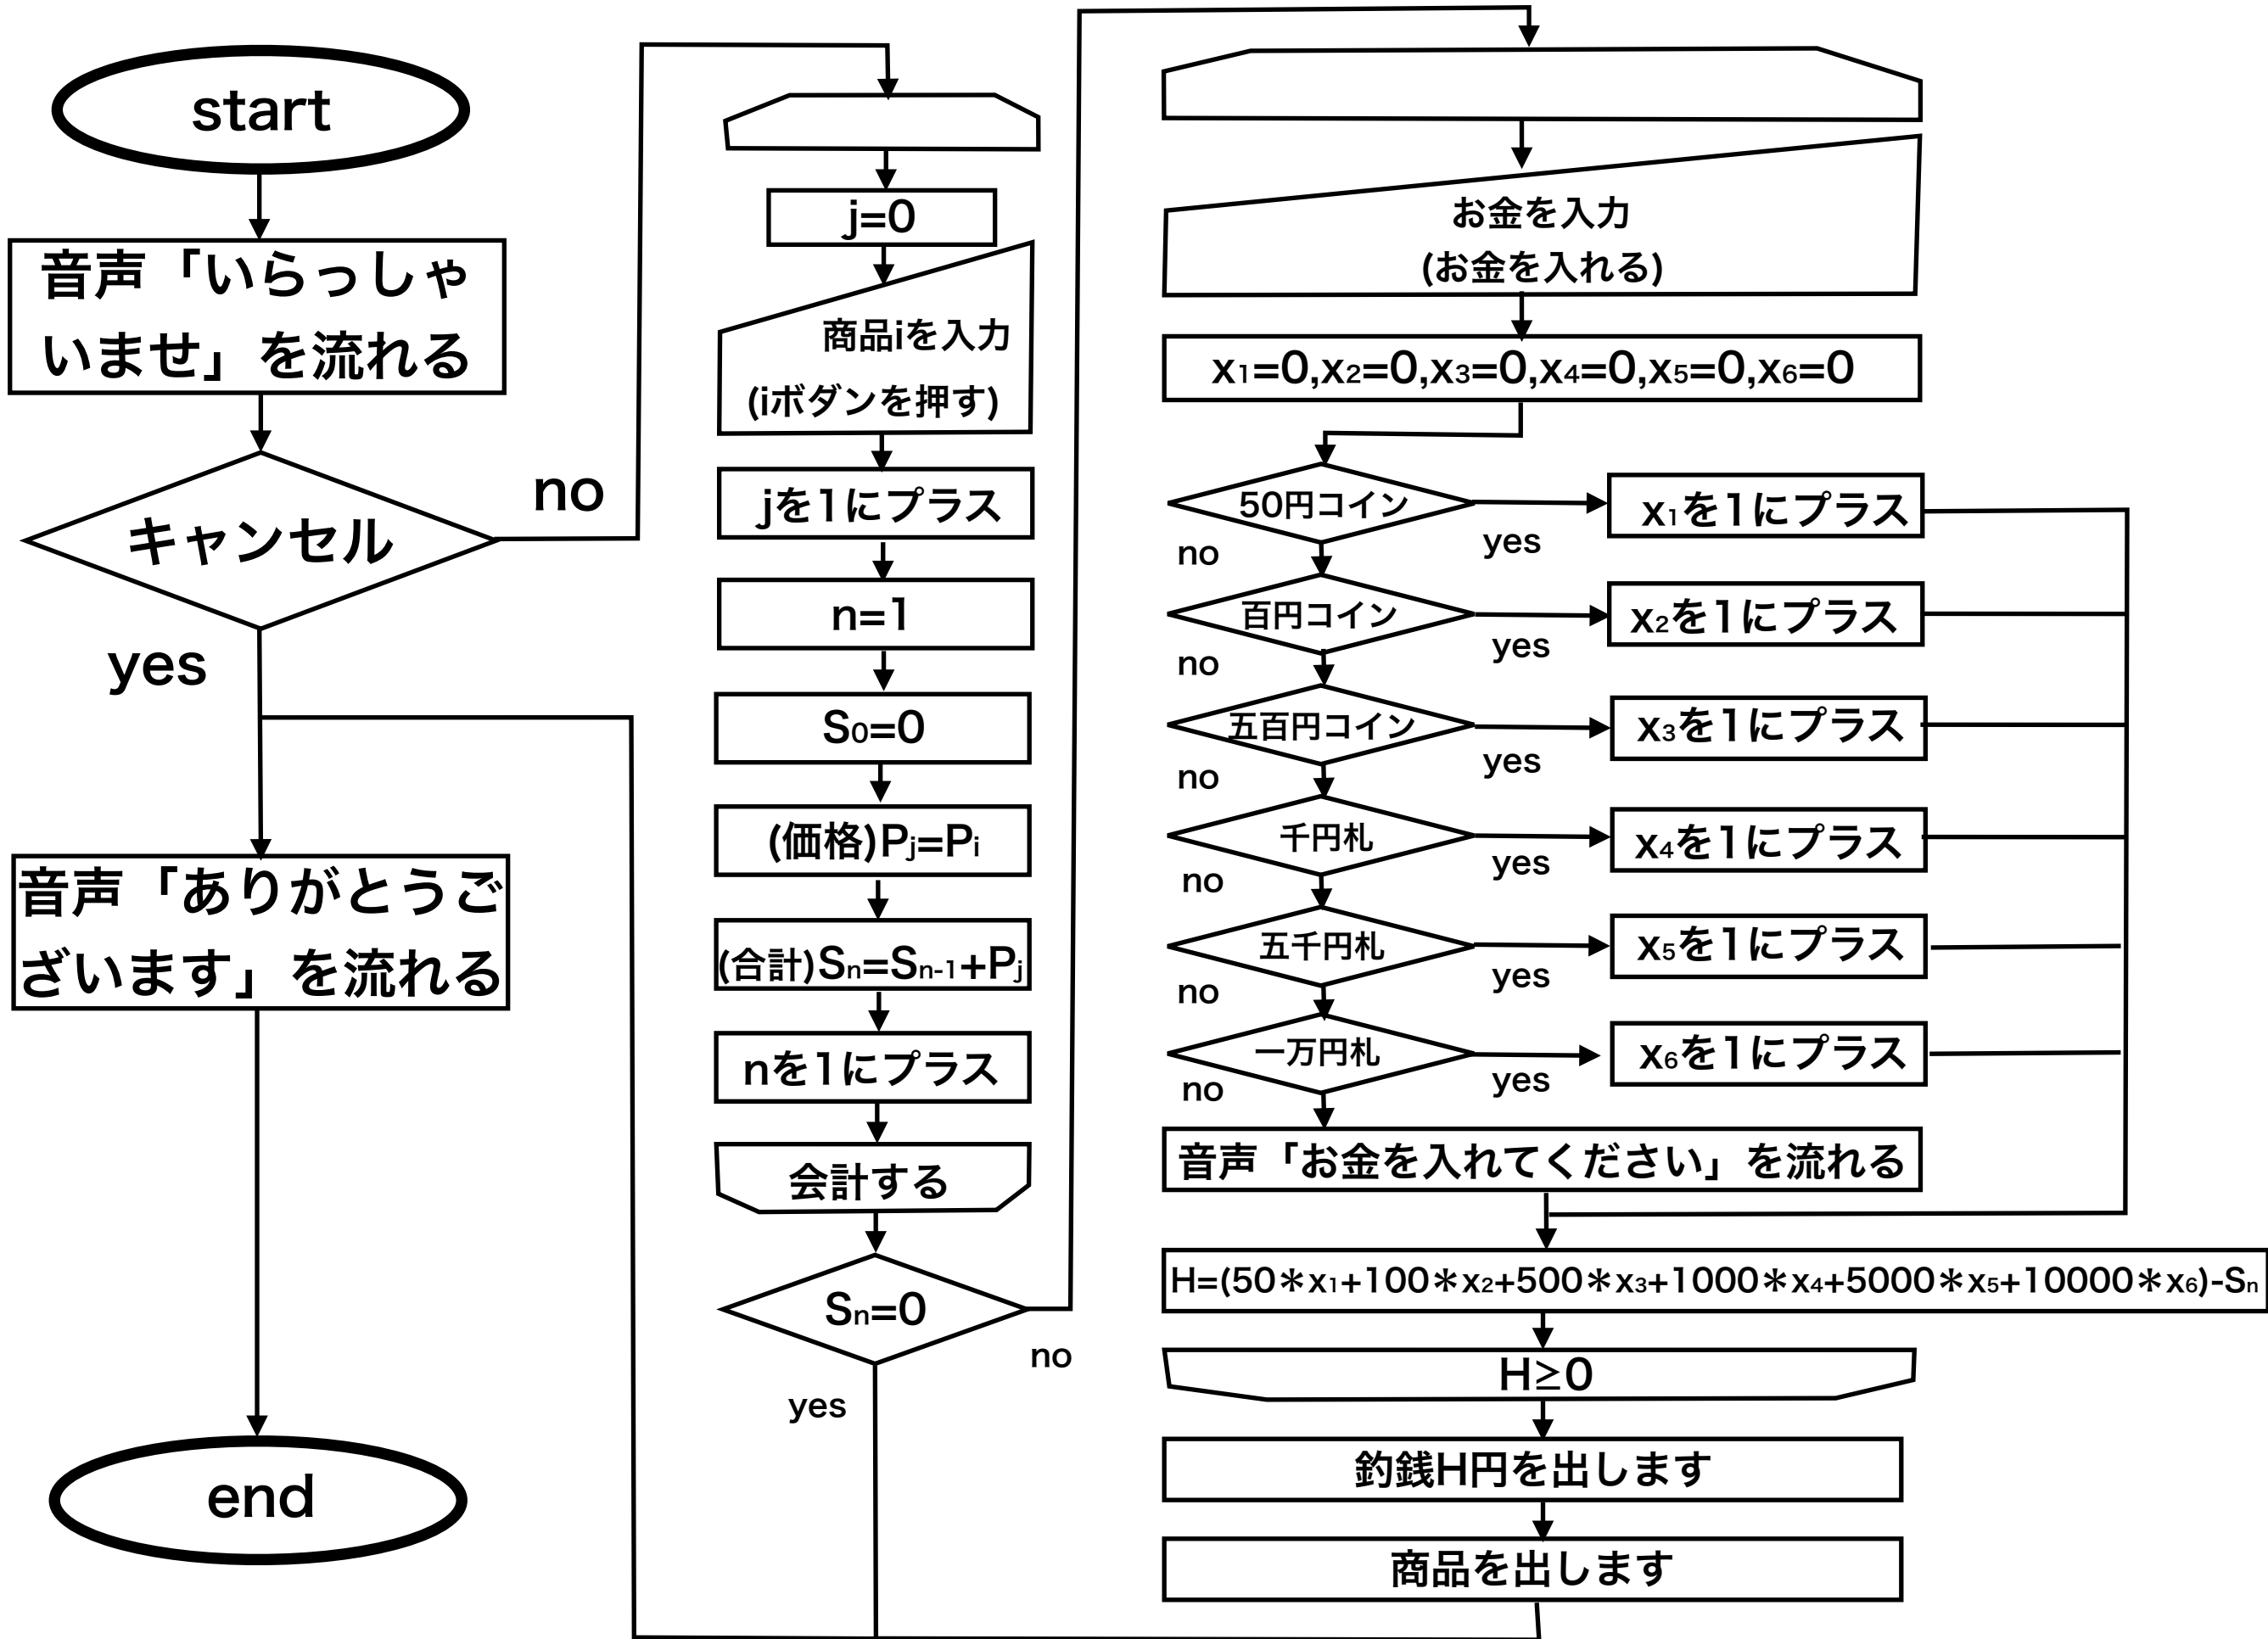 start
音声「いらっしゃ
いませ」を流れる
キャンセル
no
yes
音声「ありがとうご
ざいます」を流れる
end
j=0
商品iを入力
(iボダンを押す)
jを1にプラス
n=1
S₀=0
(価格)Pⱼ=Pᵢ
(合計)Sₙ=Sₙ₋₁+Pⱼ
nを1にプラス
会計する
Sₙ=0
no
yes
お金を入力
(お金を入れる)
x₁=0,x₂=0,x₃=0,x₄=0,x₅=0,x₆=0
50円コイン
yes
x₁を1にプラス
no
百円コイン
yes
x₂を1にプラス
no
五百円コイン
yes
x₃を1にプラス
no
千円札
yes
x₄を1にプラス
no
五千円札
yes
x₅を1にプラス
no
一万円札
yes
x₆を1にプラス
no
音声「お金を入れてください」を流れる
H=(50*x₁+100*x₂+500*x₃+1000*x₄+5000*x₅+10000*x₆)-Sₙ
H≧0
釣銭H円を出します
商品を出します